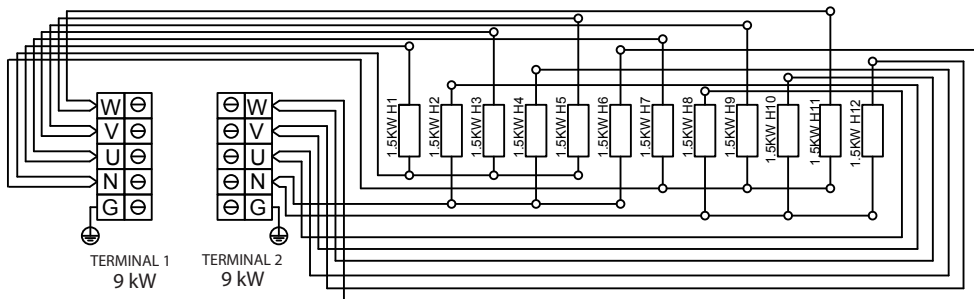 W
V
U
N
G
TERMINAL 1
9 kW
W
V
U
N
G
TERMINAL 2
9 kW
1.5KW H1
1.5KW H2
1.5KW H3
1.5KW H4
1.5KW H5
1.5KW H6
1.5KW H7
1.5KW H8
1.5KW H9
1.5KW H10
1.5KW H11
1.5KW H12